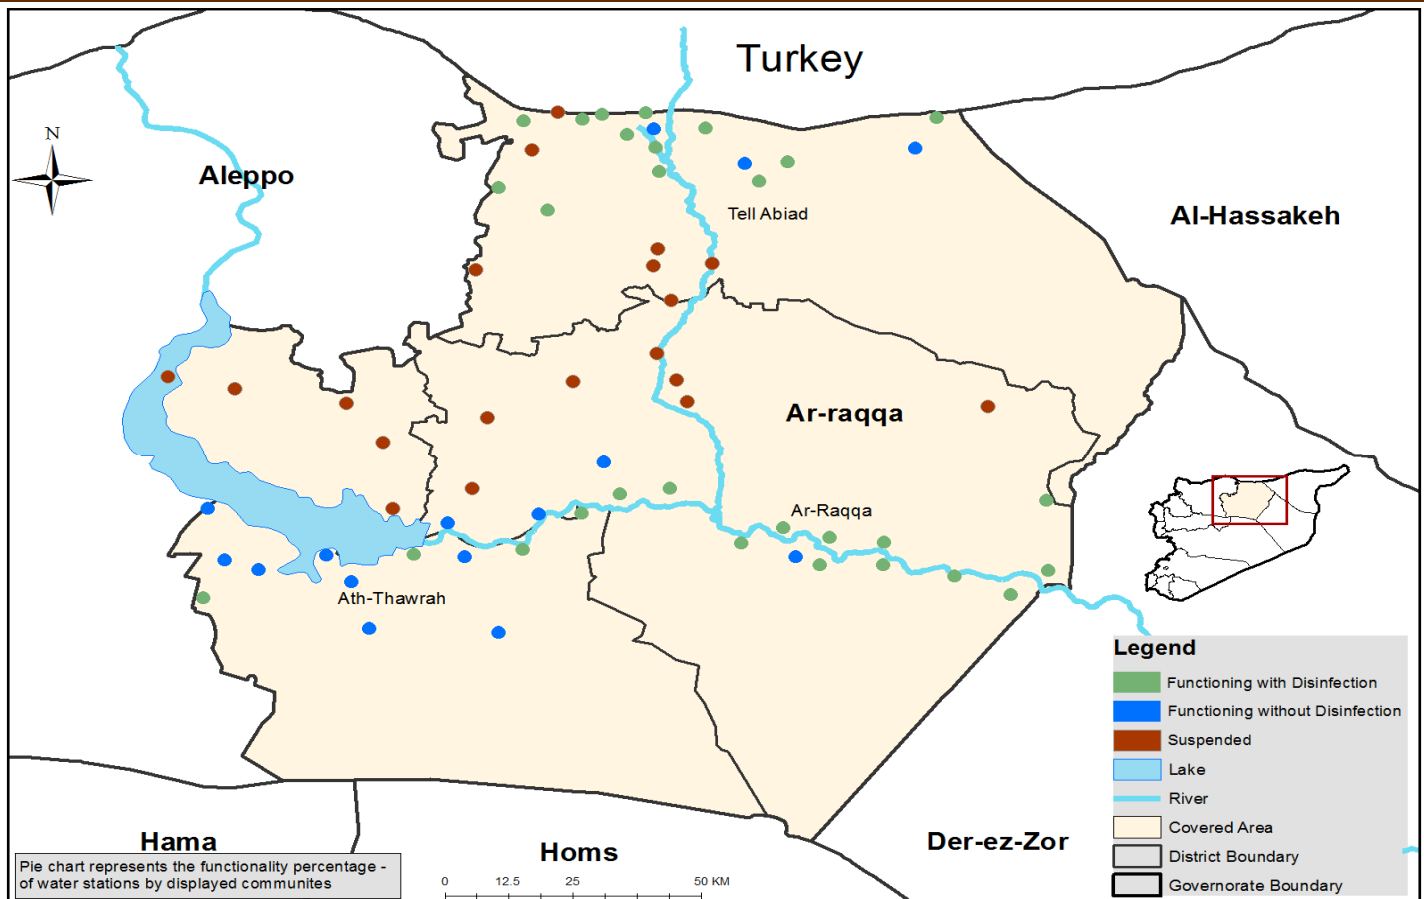 Turkey
N
Aleppo
Al-Hassakeh
Tell Abiad
Ar-raqqa
Ar-Raqqa
Ath-Thawrah
Hama
Homs
Der-ez-Zor
Pie chart represents the functionality percentage -
of water stations by displayed communites
0 12.5 25 50 KM
Legend
Functioning with Disinfection
Functioning without Disinfection
Suspended
Lake
River
Covered Area
District Boundary
Governorate Boundary